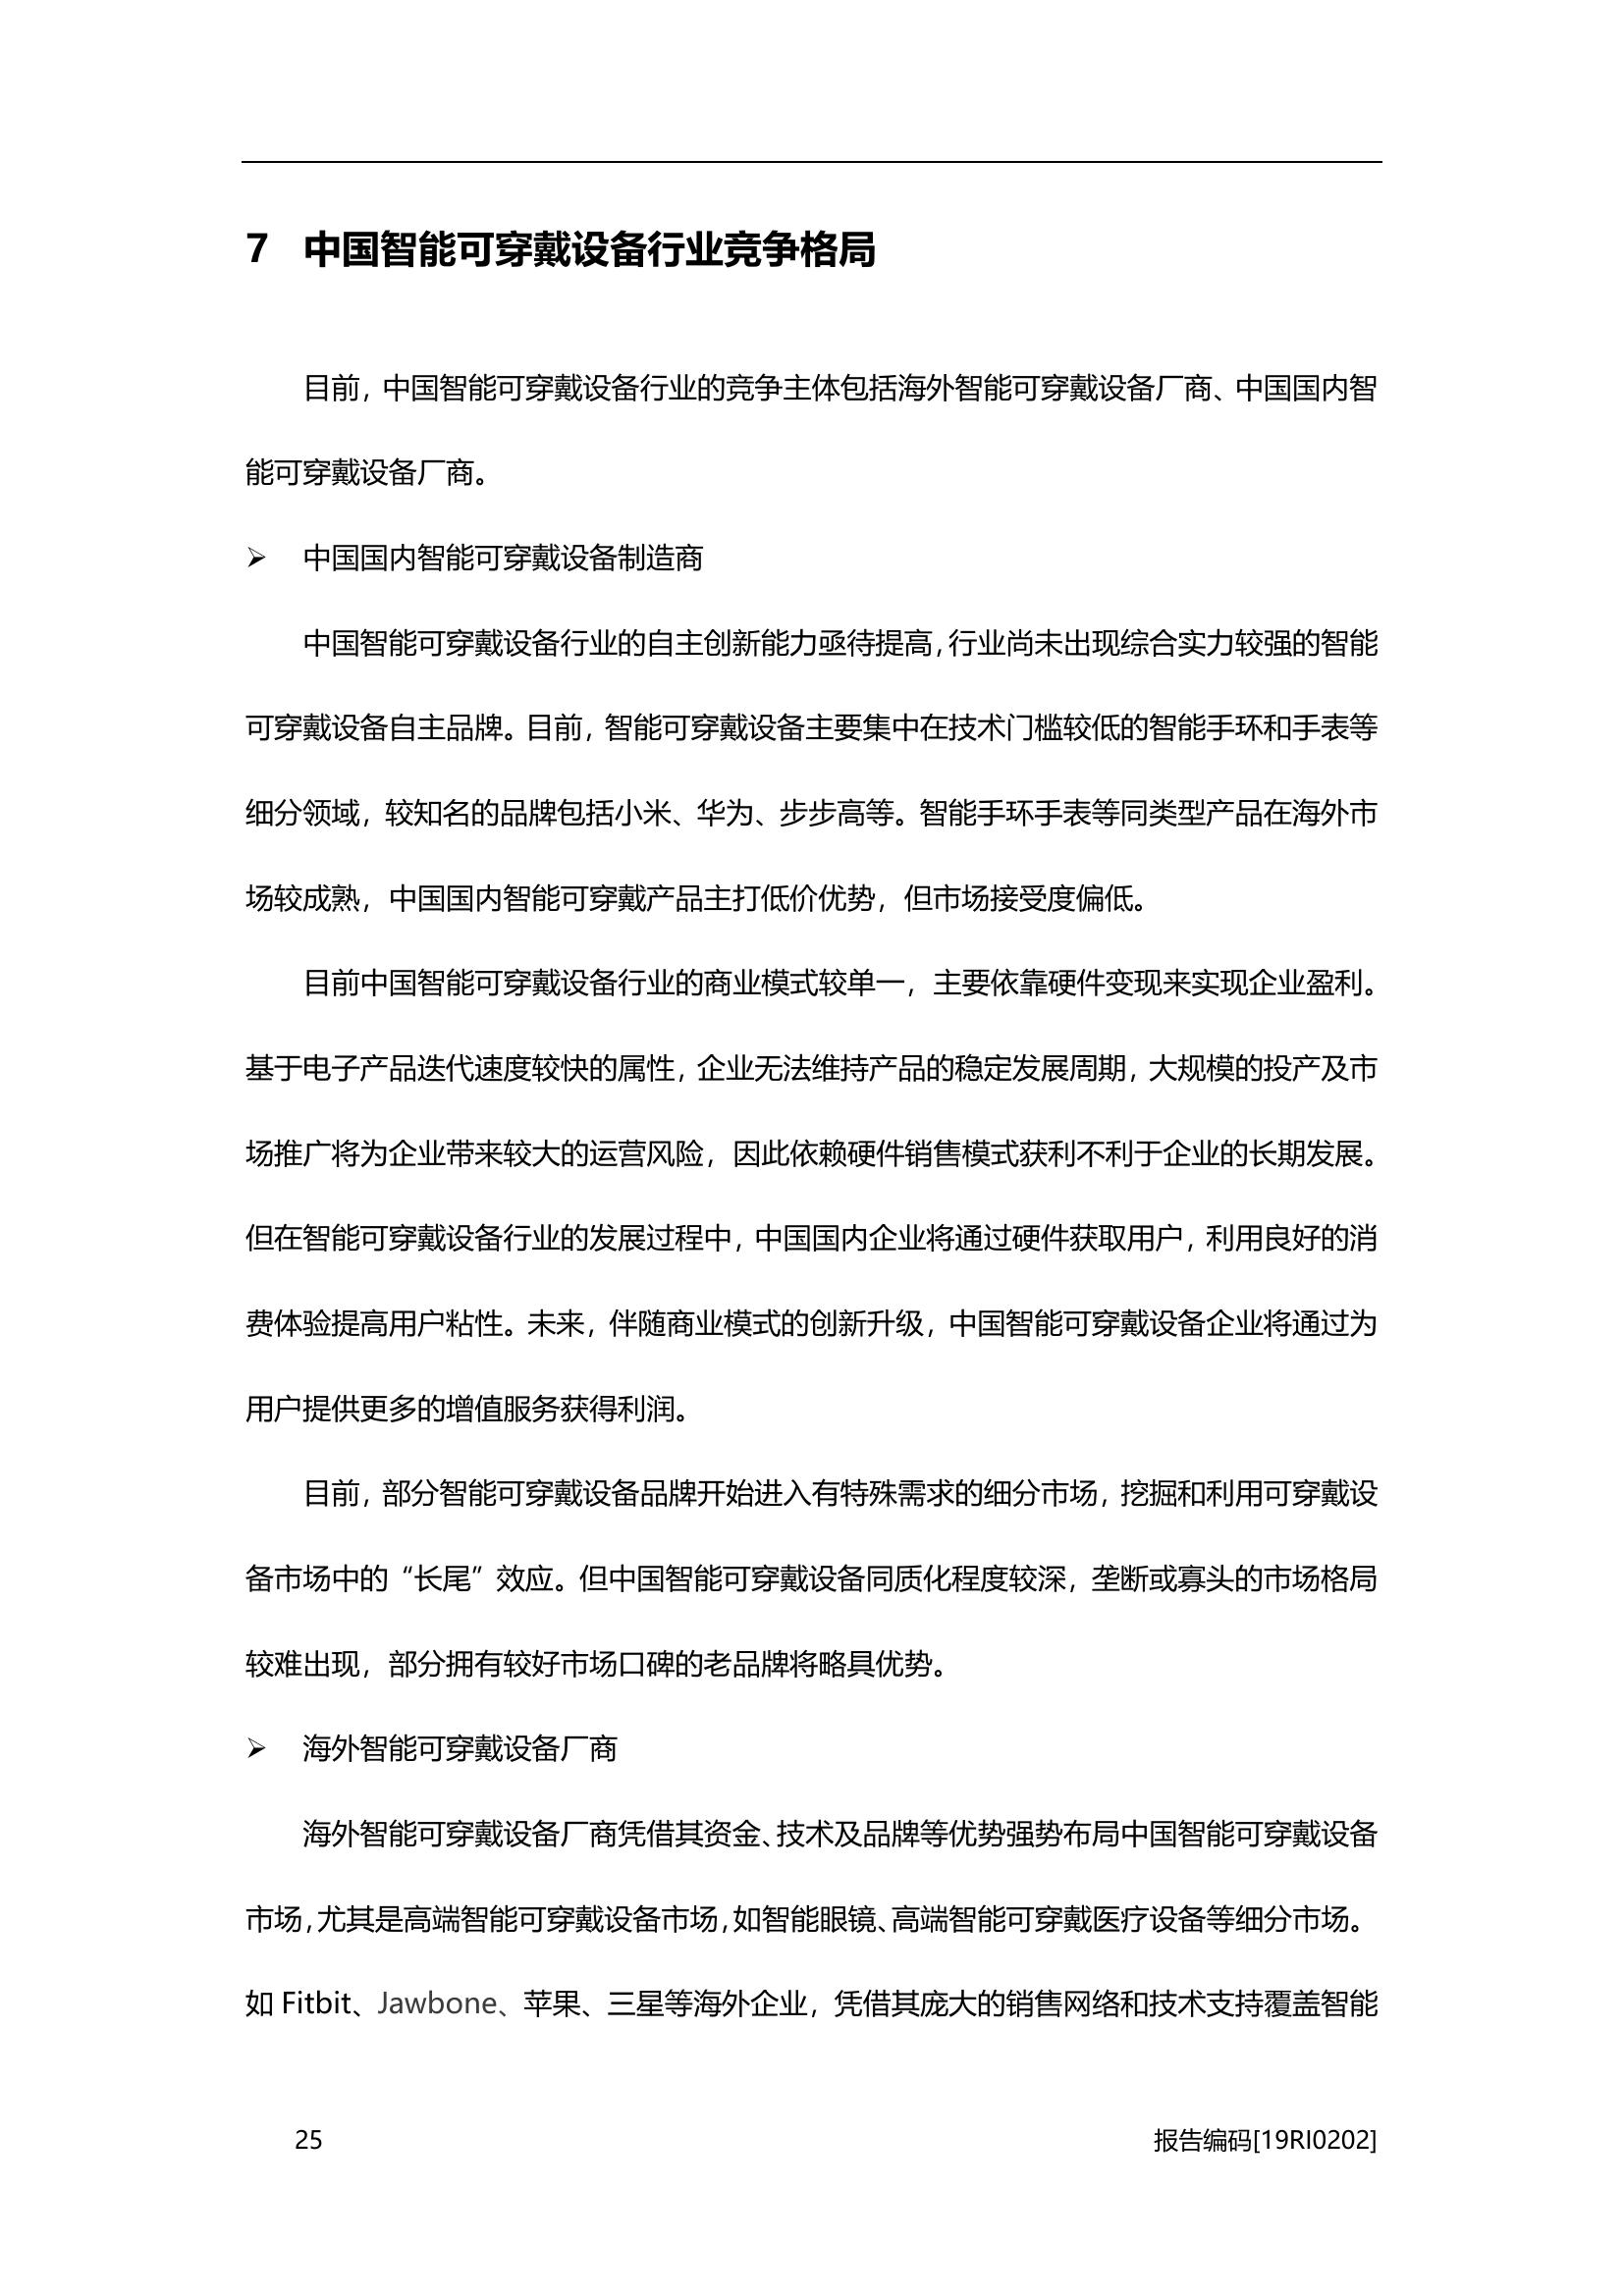 7 中国智能可穿戴设备行业竞争格局
目前，中国智能可穿戴设备行业的竞争主体包括海外智能可穿戴设备厂商、中国国内智
能可穿戴设备厂商。
➢ 中国国内智能可穿戴设备制造商
中国智能可穿戴设备行业的自主创新能力亟待提高，行业尚未出现综合实力较强的智能
可穿戴设备自主品牌。目前，智能可穿戴设备主要集中在技术门槛较低的智能手环和手表等
细分领域，较知名的品牌包括小米、华为、步步高等。智能手环手表等同类型产品在海外市
场较成熟，中国国内智能可穿戴产品主打低价优势，但市场接受度偏低。
目前中国智能可穿戴设备行业的商业模式较单一，主要依靠硬件变现来实现企业盈利。
基于电子产品迭代速度较快的属性，企业无法维持产品的稳定发展周期，大规模的投产及市
场推广将为企业带来较大的运营风险，因此依赖硬件销售模式获利不利于企业的长期发展。
但在智能可穿戴设备行业的发展过程中，中国国内企业将通过硬件获取用户，利用良好的消
费体验提高用户粘性。未来，伴随商业模式的创新升级，中国智能可穿戴设备企业将通过为
用户提供更多的增值服务获得利润。
目前，部分智能可穿戴设备品牌开始进入有特殊需求的细分市场，挖掘和利用可穿戴设
备市场中的“长尾”效应。但中国智能可穿戴设备同质化程度较深，垄断或寡头的市场格局
较难出现，部分拥有较好市场口碑的老品牌将略具优势。
➢ 海外智能可穿戴设备厂商
海外智能可穿戴设备厂商凭借其资金、技术及品牌等优势强势布局中国智能可穿戴设备
市场，尤其是高端智能可穿戴设备市场，如智能眼镜、高端智能可穿戴医疗设备等细分市场。
如 Fitbit、Jawbone、苹果、三星等海外企业，凭借其庞大的销售网络和技术支持覆盖智能
25 报告编码[19RI0202]